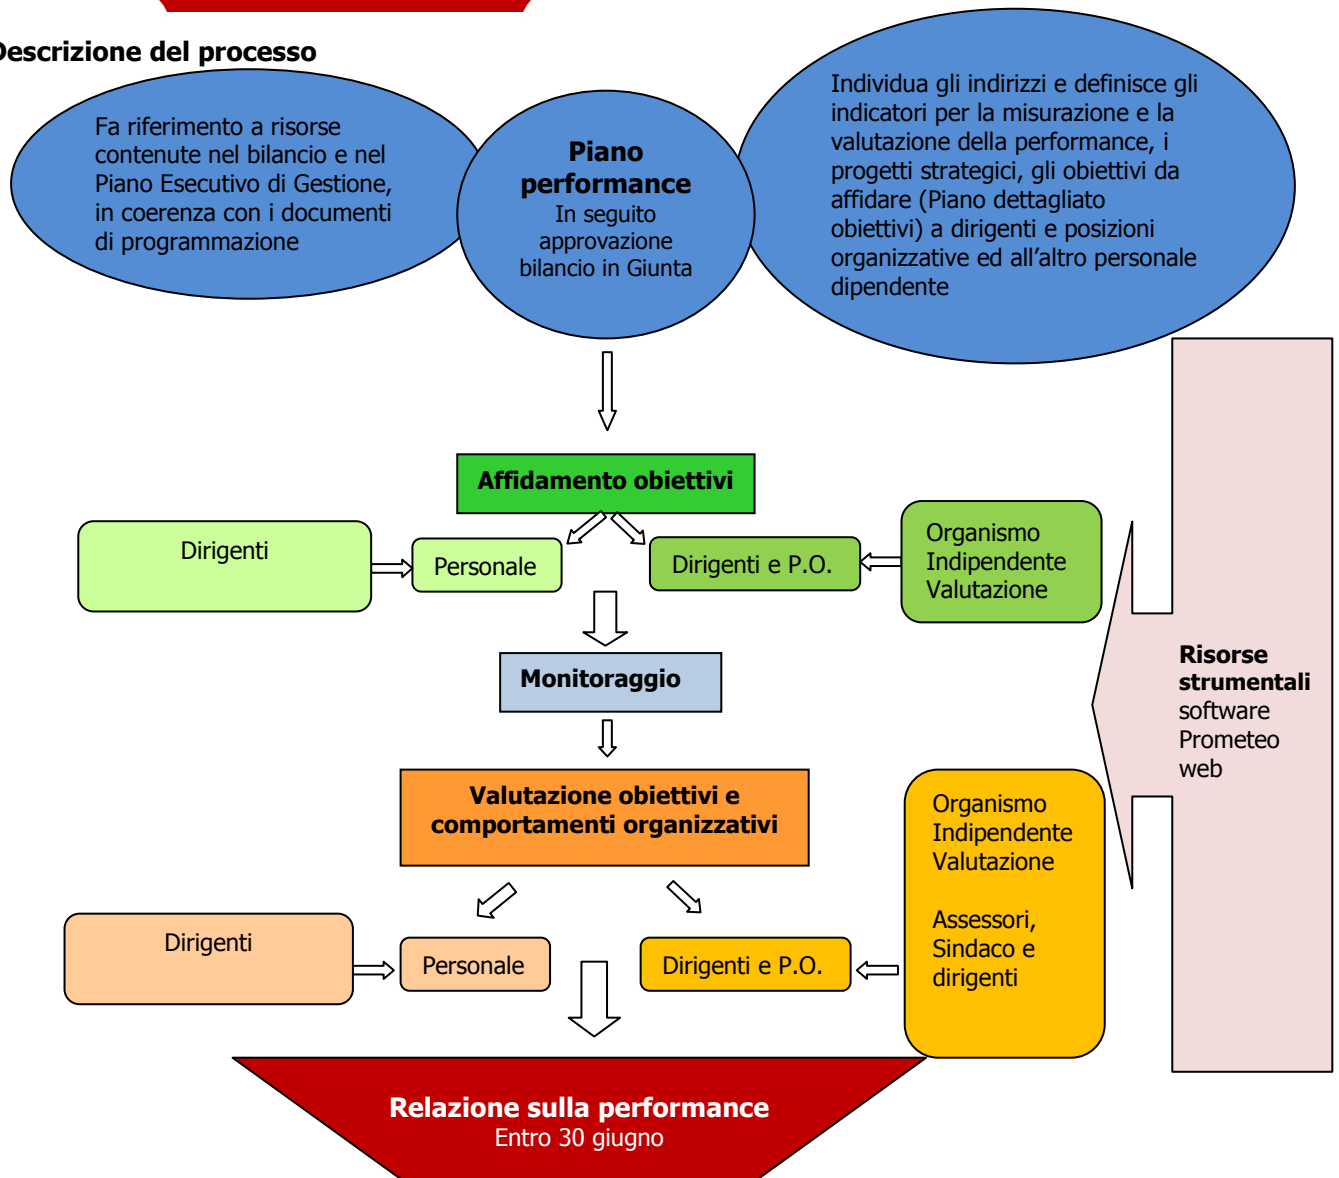 Descrizione del processo
Fa riferimento a risorse
contenute nel bilancio e nel
Piano Esecutivo di Gestione,
in coerenza con i documenti
di programmazione
Piano
performance
In seguito
approvazione
bilancio in Giunta
Individua gli indirizzi e definisce gli
indicatori per la misurazione e la
valutazione della performance, i
progetti strategici, gli obiettivi da
affidare (Piano dettagliato
obiettivi) a dirigenti e posizioni
organizzative ed all'altro personale
dipendente
Affidamento obiettivi
Dirigenti
Personale
Dirigenti e P.O.
Organismo
Indipendente
Valutazione
Monitoraggio
Risorse
strumentali
software
Prometeo
web
Valutazione obiettivi e
comportamenti organizzativi
Dirigenti
Personale
Dirigenti e P.O.
Organismo
Indipendente
Valutazione
Assessori,
Sindaco e
dirigenti
Relazione sulla performance
Entro 30 giugno